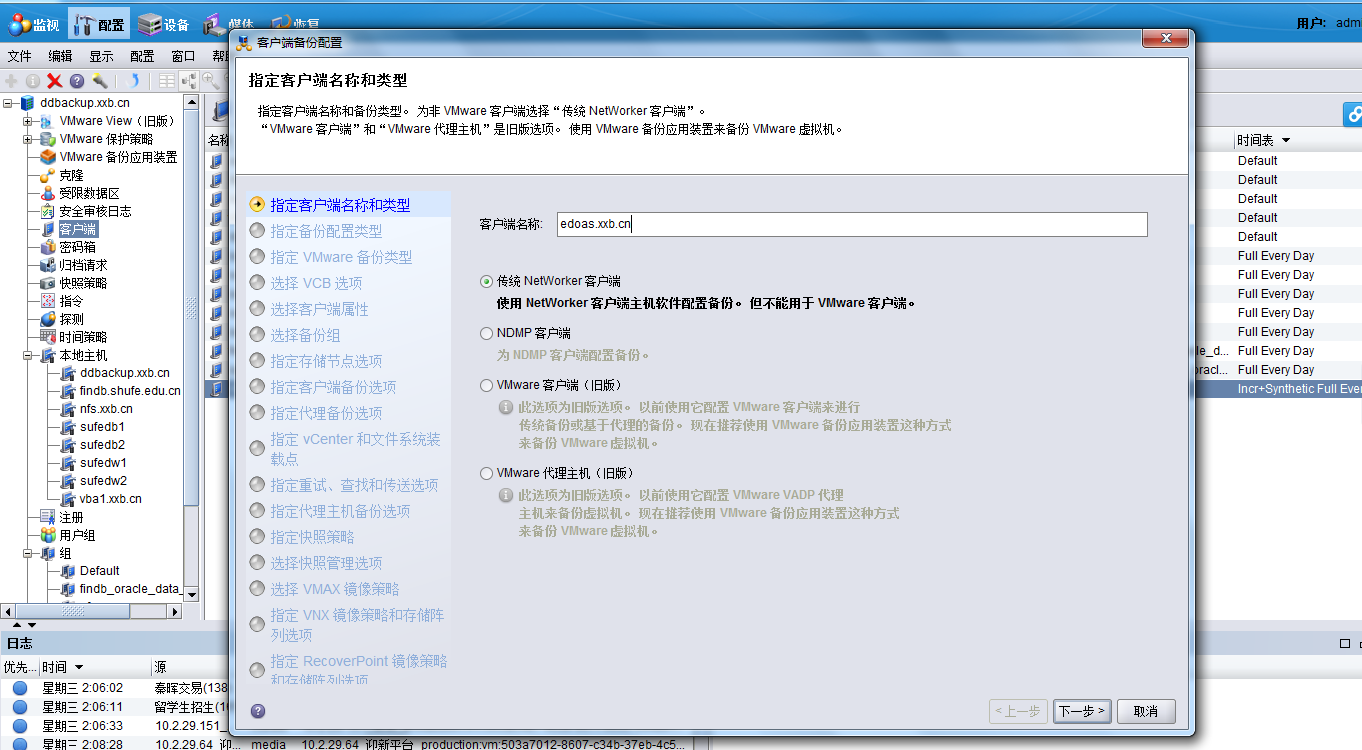 监视 配置 设备 媒体 恢复
用户: adm
文件 编辑 显示 配置 窗口
ddbackup.xxb.cn
VMware View（旧版）
VMware 保护策略
VMware 备份应用装置
克隆
受限数据区
安全审核日志
客户端
密码箱
归档请求
快照策略
指令
探测
时间策略
本地主机
ddbackup.xxb.cn
findb.shufe.edu.cn
nfs.xxb.cn
sufedb1
sufedb2
sufedw1
sufedw2
vba1.xxb.cn
注册
用户组
组
Default
findb_oracle_data_
名称
客户端备份配置
指定客户端名称和类型
指定客户端名称和备份类型。 为非 VMware 客户端选择“传统 NetWorker 客户端”。
“VMware 客户端”和“VMware 代理主机”是旧版选项。 使用 VMware 备份应用装置来备份 VMware 虚拟机。
指定客户端名称和类型
指定备份配置类型
指定 VMware 备份类型
选择 VCB 选项
选择客户端属性
选择备份组
指定存储节点选项
指定客户端备份选项
指定代理备份选项
指定 vCenter 和文件系统装
载点
指定重试、查找和传送选项
指定代理主机备份选项
指定快照策略
选择快照管理选项
选择 VMAX 镜像策略
指定 VNX 镜像策略和存储阵
列选项
指定 RecoverPoint 镜像策略
和存储阵列选项
客户端名称: edoas.xxb.cn
传统 NetWorker 客户端
使用 NetWorker 客户端主机软件配置备份。 但不能用于 VMware 客户端。
NDMP 客户端
为 NDMP 客户端配置备份。
VMware 客户端（旧版）
此选项为旧版选项。 以前使用它配置 VMware 客户端来进行
传统备份或基于代理的备份。 现在推荐使用 VMware 备份应用装置这种方式
来备份 VMware 虚拟机。
VMware 代理主机（旧版）
此选项为旧版选项。 以前使用它配置 VMware VADP 代理
主机来备份虚拟机。 现在推荐使用 VMware 备份应用装置这种方式
来备份 VMware 虚拟机。
< 上一步 下一步 > 取消
时间表
Default
Default
Default
Default
Default
Full Every Day
Full Every Day
Full Every Day
Full Every Day
Full Every Day
le_d... Full Every Day
orac... Full Every Day
Incr+Synthetic Full Ever
日志
优先... 时间 源
星期三 2:06:02 秦晖交易(138
星期三 2:06:11 留学生招生(10
星期三 2:06:33 10.2.29.151_
星期三 2:08:28 10.2.29.64 迎... media 10.2.29.64 迎新平台 production:vm:503a7012-8607-c34b-37eb-4c5...